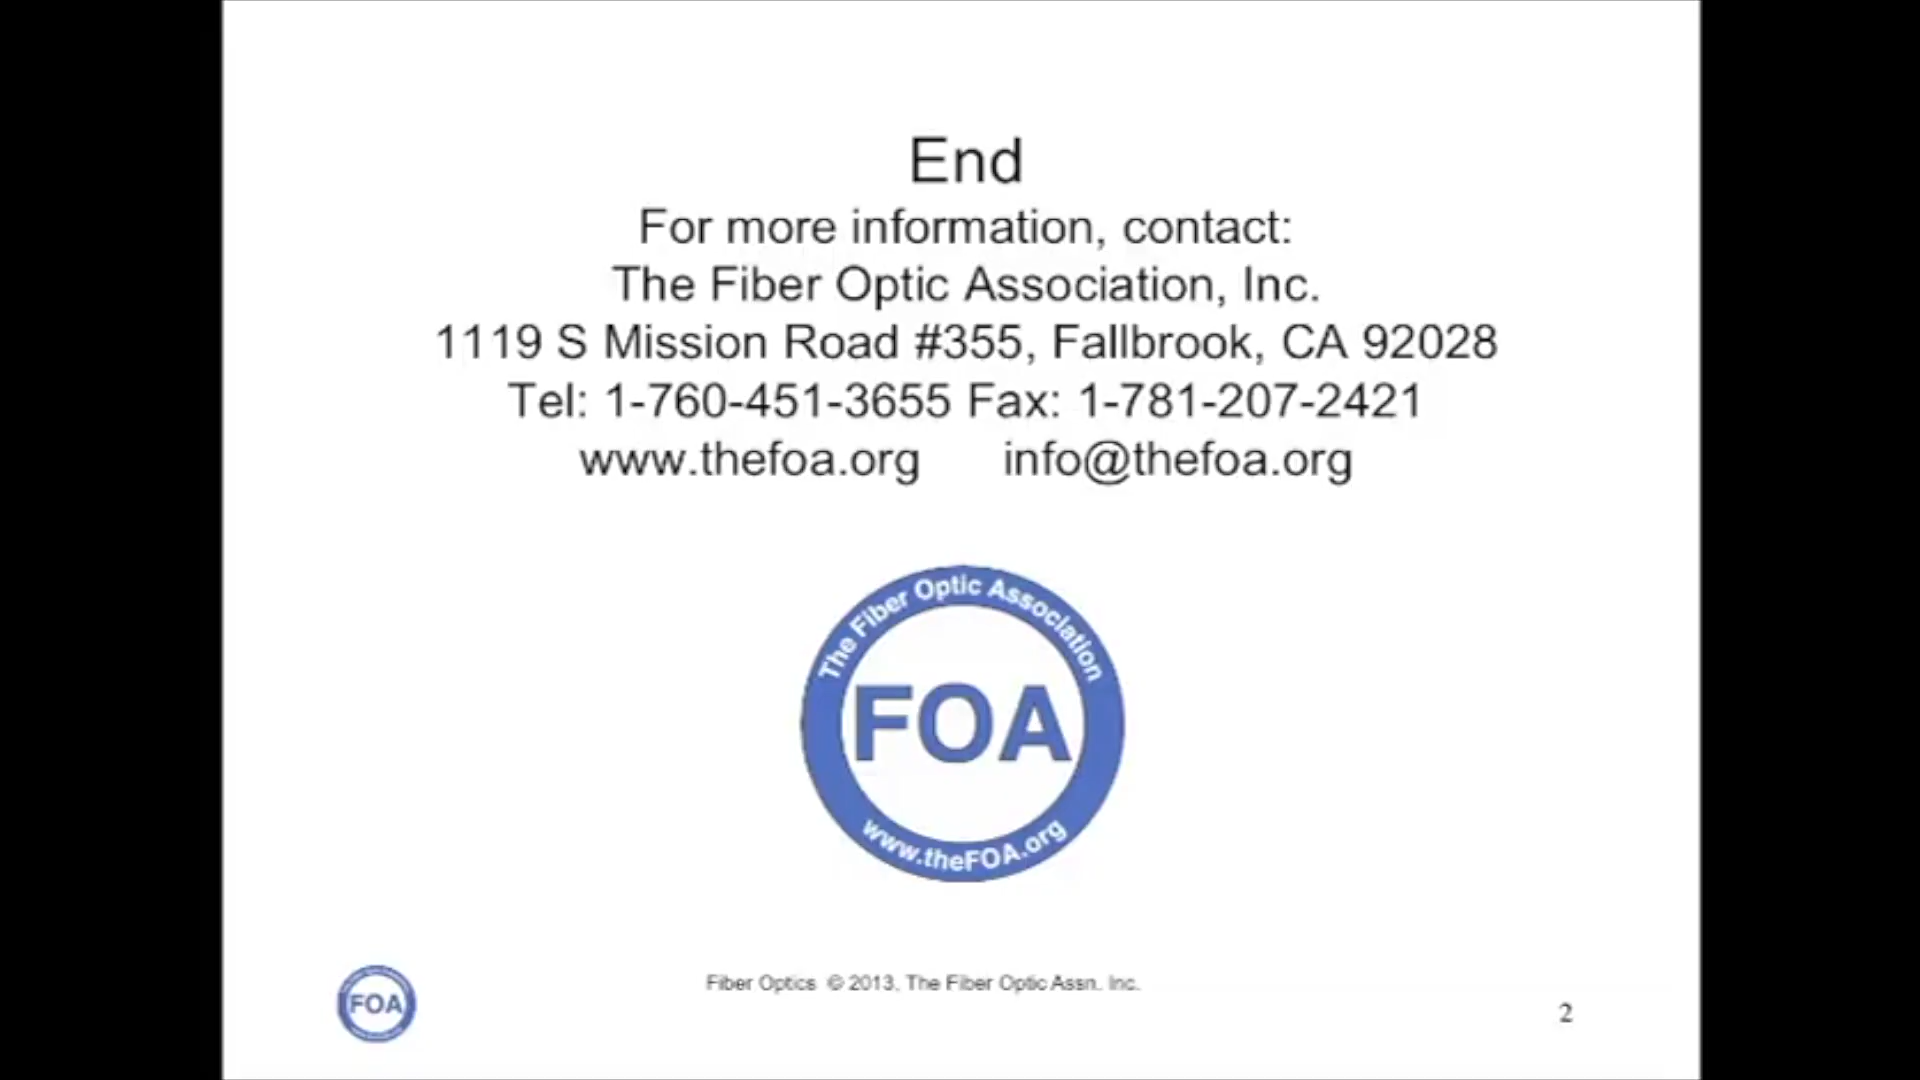 End
For more information, contact:
The Fiber Optic Association, Inc.
1119 S Mission Road #355, Fallbrook, CA 92028
Tel: 1-760-451-3655 Fax: 1-781-207-2421
www.thefoa.org info@thefoa.org
The Fiber Optic Association
FOA
www.theFOA.org
FOA
Fiber Optics © 2013, The Fiber Optic Assn. Inc.
2